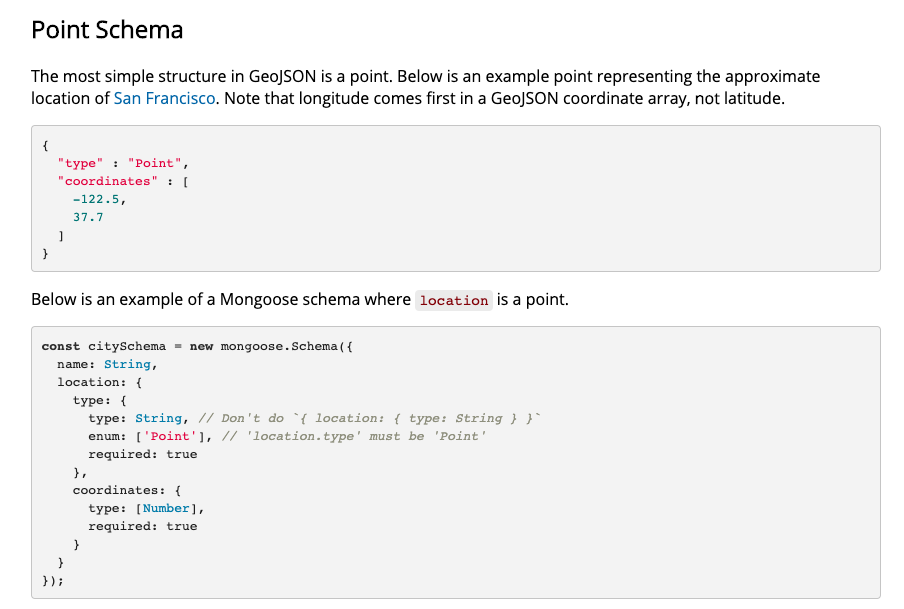 Point Schema
The most simple structure in GeoJSON is a point. Below is an example point representing the approximate
location of San Francisco. Note that longitude comes first in a GeoJSON coordinate array, not latitude.
{
  "type" : "Point",
  "coordinates" : [
    -122.5,
    37.7
  ]
}
Below is an example of a Mongoose schema where location is a point.
const citySchema = new mongoose.Schema({
  name: String,
  location: {
    type: {
      type: String, // Don't do `{ location: { type: String } }`
      enum: ['Point'], // 'location.type' must be 'Point'
      required: true
    },
    coordinates: {
      type: [Number],
      required: true
    }
  }
});